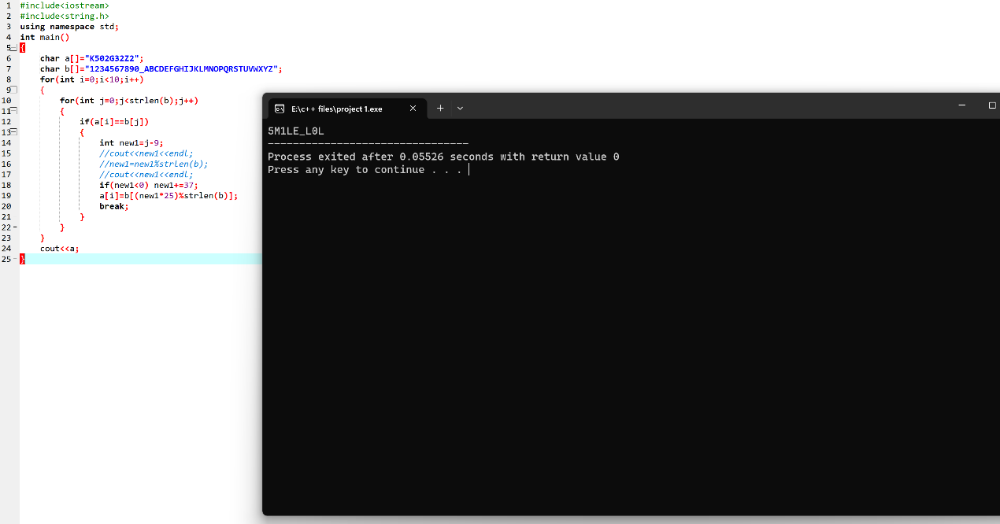 1 #include<iostream>
2 #include<string.h>
3 using namespace std;
4 int main()
5 {
6 char a[]="K502G32Z2";
7 char b[]="1234567890_ABCDEFGHIJKLMNOPQRSTUVWXYZ";
8 for(int i=0;i<10;i++)
9 {
10 for(int j=0;j<strlen(b);j++)
11 {
12 if(a[i]==b[j])
13 {
14 int new1=j-9;
15 //cout<<new1<<endl;
16 //new1=new1%strlen(b);
17 //cout<<new1<<endl;
18 if(new1<0) new1+=37;
19 a[i]=b[(new1*25)%strlen(b)];
20 break;
21 }
22 }
23 }
24 cout<<a;
25 }
E:\c++ files\project 1.exe
5M1LE_L0L
--------------------------------
Process exited after 0.05526 seconds with return value 0
Press any key to continue . . .